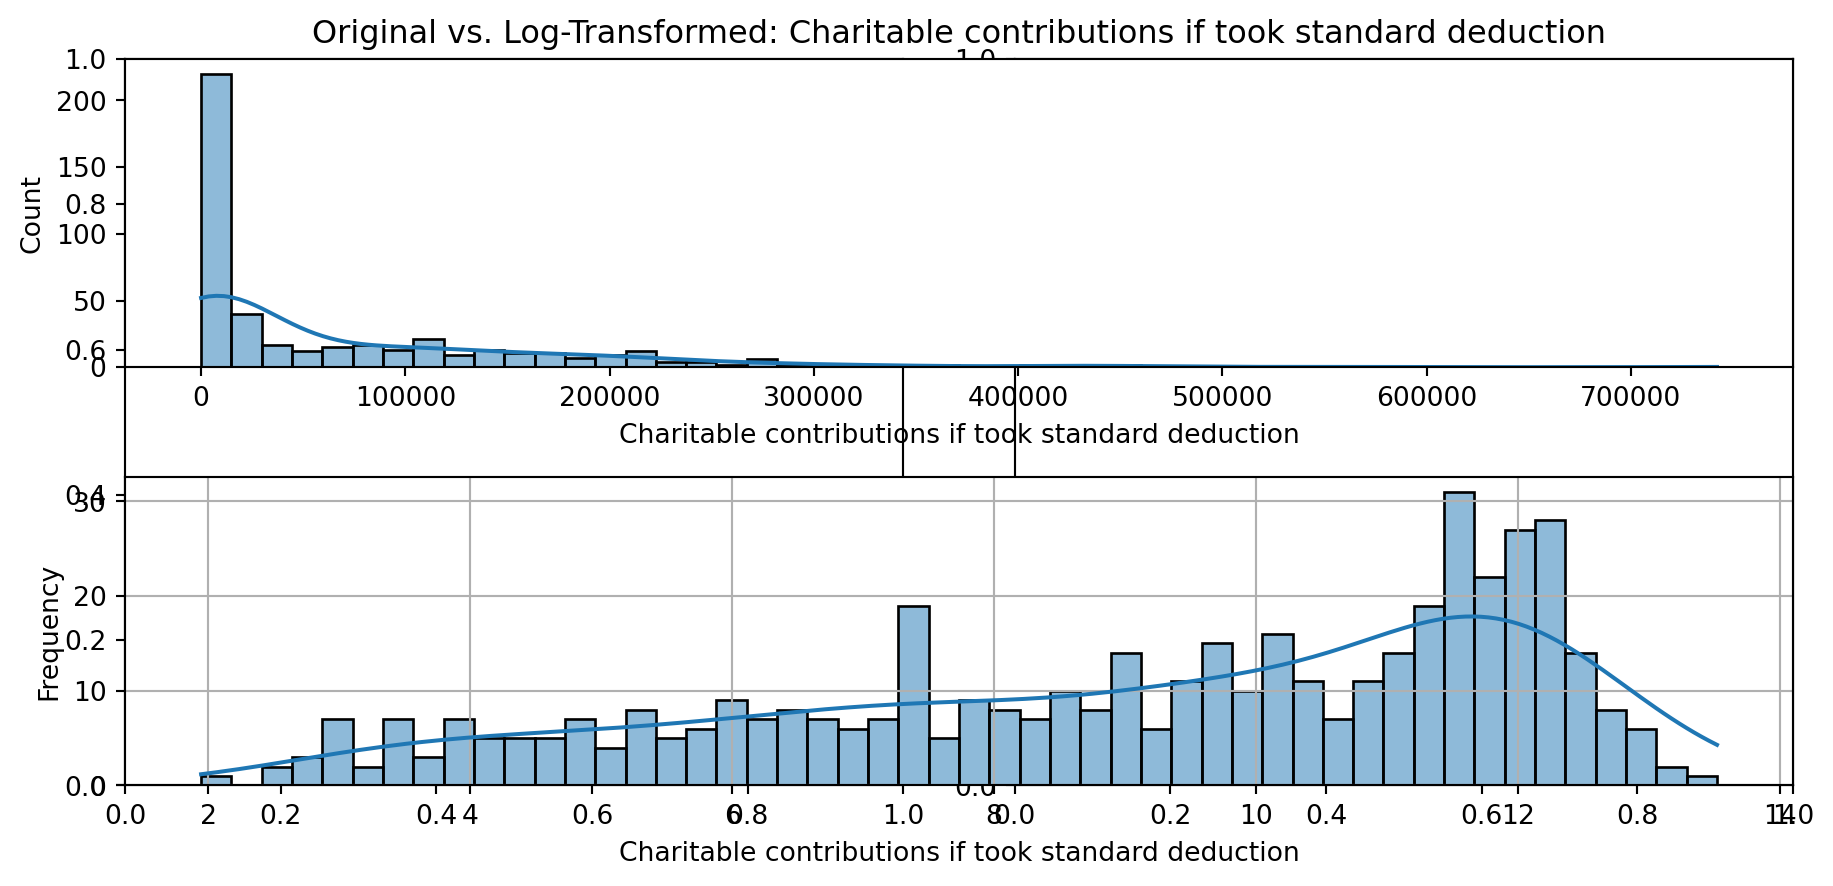 Original vs. Log-Transformed: Charitable contributions if took standard deduction
1.0
1.0
200
150
0.8
100
50
0.6
0
Count
0 100000 200000 300000 400000 500000 600000 700000
Charitable contributions if took standard deduction
0.4
30
20
0.2
10
0.0
0.0
Frequency
0.0 2 0.2 0.4 4 0.6 6 0.8 1.0 8 0.0 0.2 10 0.4 0.6 12 0.8 14 1.0
Charitable contributions if took standard deduction